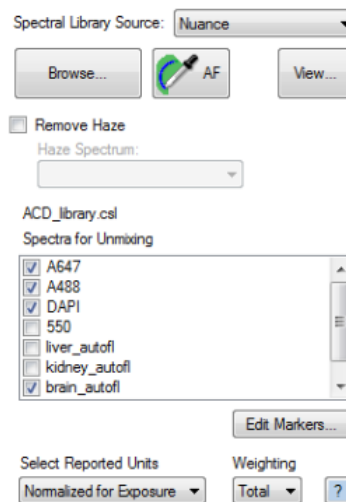 Spectral Library Source: Nuance
Browse... AF View...
Remove Haze
Haze Spectrum:
ACD_library.csl
Spectra for Unmixing
A647
A488
DAPI
550
liver_autofl
kidney_autofl
brain_autofl
Edit Markers...
Select Reported Units Weighting
Normalized for Exposure Total ?